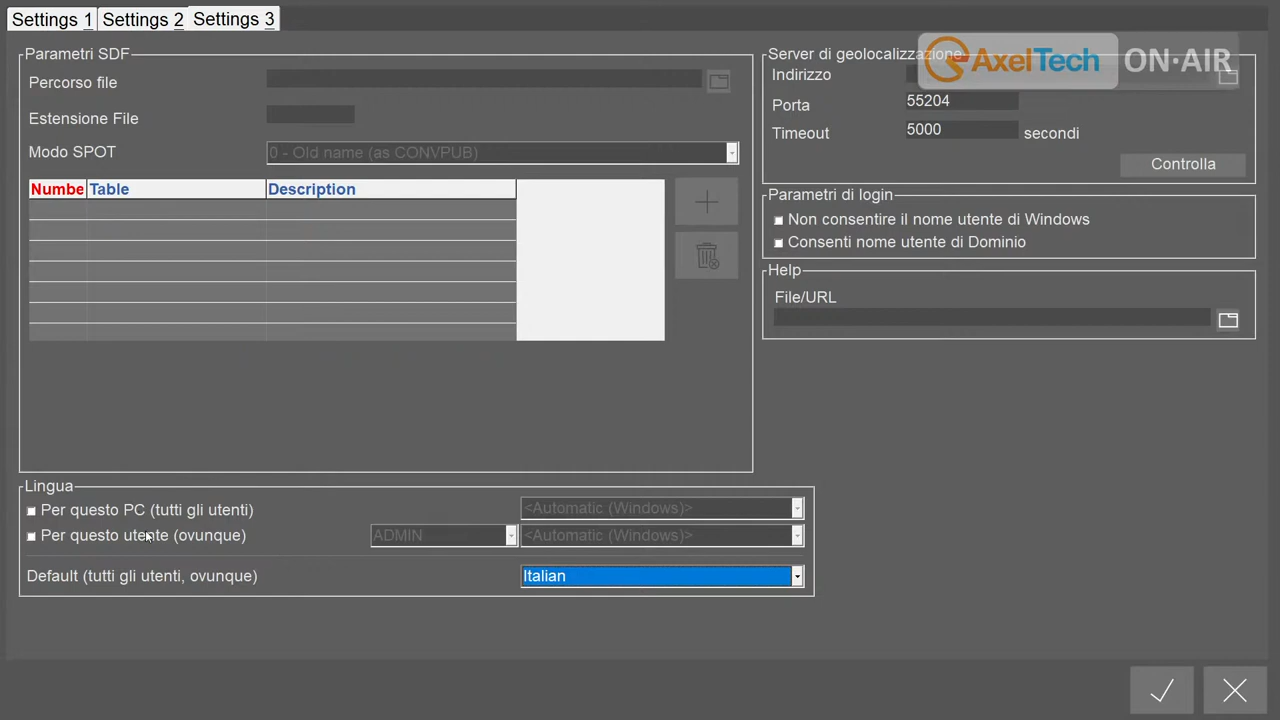 Settings 1
Settings 2
Settings 3
Parametri SDF
Percorso file
Estensione File
Modo SPOT
0 - Old name (as CONVPUB)
Numbe
Table
Description
Server di geolocalizzazione
AxelTech ON·AIR
Indirizzo
Porta
55204
Timeout
5000
secondi
Controlla
Parametri di login
Non consentire il nome utente di Windows
Consenti nome utente di Dominio
Help
File/URL
Lingua
Per questo PC (tutti gli utenti)
<Automatic (Windows)>
Per questo utente (ovunque)
ADMIN
<Automatic (Windows)>
Default (tutti gli utenti, ovunque)
Italian